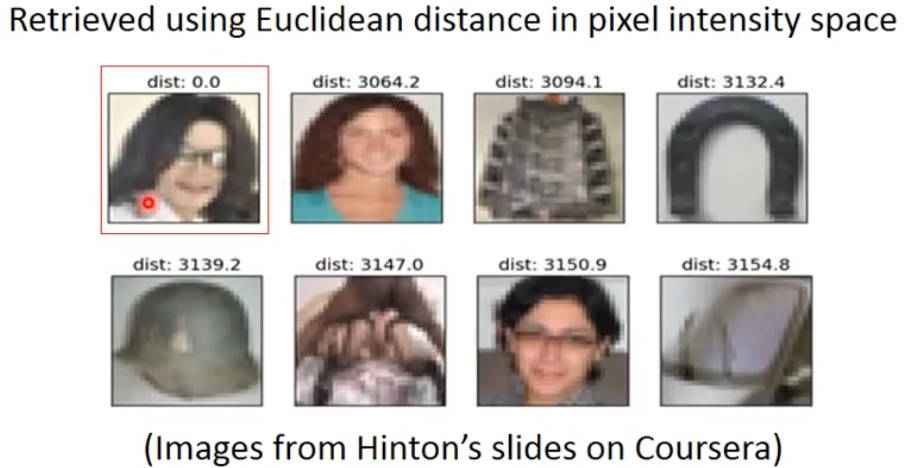 Retrieved using Euclidean distance in pixel intensity space
dist: 0.0 dist: 3064.2 dist: 3094.1 dist: 3132.4
dist: 3139.2 dist: 3147.0 dist: 3150.9 dist: 3154.8
(Images from Hinton's slides on Coursera)